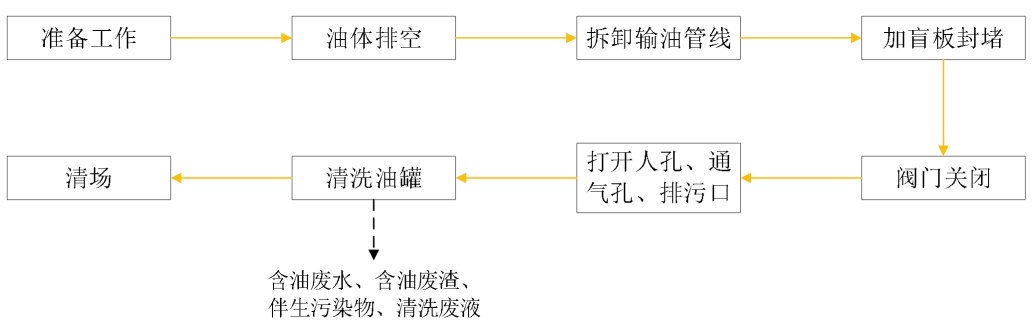 准备工作
油体排空
拆卸输油管线
加盲板封堵
阀门关闭
打开人孔、通
气孔、排污口
清洗油罐
清场
含油废水、含油废渣、
伴生污染物、清洗废液